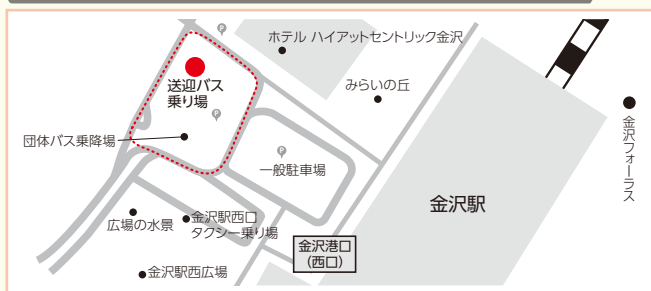 ホテル ハイアットセントリック金沢
P
送迎バス
乗り場
みらいの丘
P
金沢フォーラス
団体バス乗降場
P
一般駐車場
金沢駅
広場の水景
金沢駅西口
タクシー乗り場
金沢港口
(西口)
金沢駅西広場